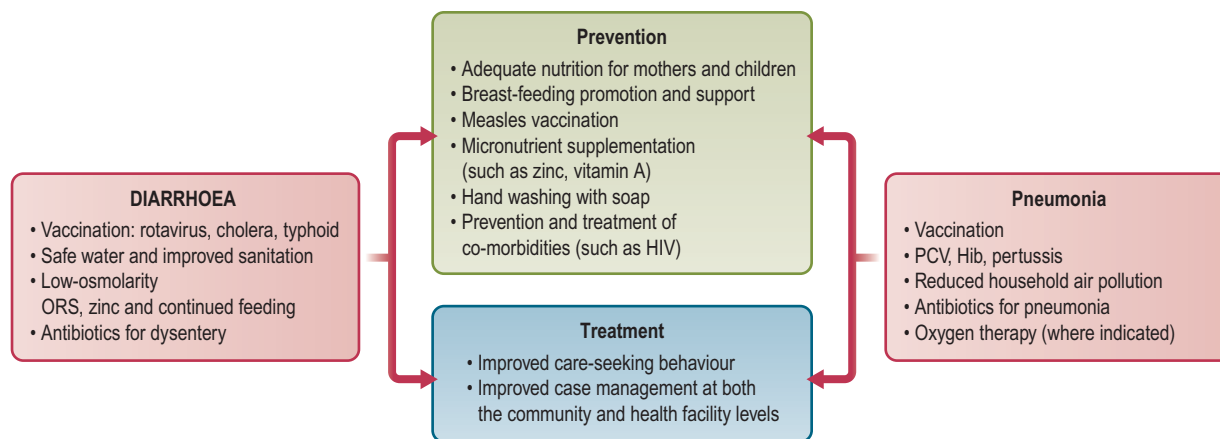 Prevention
• Adequate nutrition for mothers and children
• Breast-feeding promotion and support
• Measles vaccination
• Micronutrient supplementation
(such as zinc, vitamin A)
• Hand washing with soap
• Prevention and treatment of
co-morbidities (such as HIV)
DIARRHOEA
• Vaccination: rotavirus, cholera, typhoid
• Safe water and improved sanitation
• Low-osmolarity
ORS, zinc and continued feeding
• Antibiotics for dysentery
Pneumonia
• Vaccination
• PCV, Hib, pertussis
• Reduced household air pollution
• Antibiotics for pneumonia
• Oxygen therapy (where indicated)
Treatment
• Improved care-seeking behaviour
• Improved case management at both
the community and health facility levels